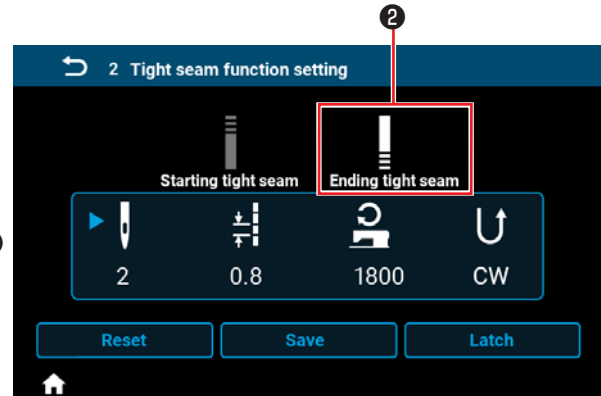 ❷
2 Tight seam function setting
Starting tight seam Ending tight seam
2 0.8 1800 CW
Reset Save Latch